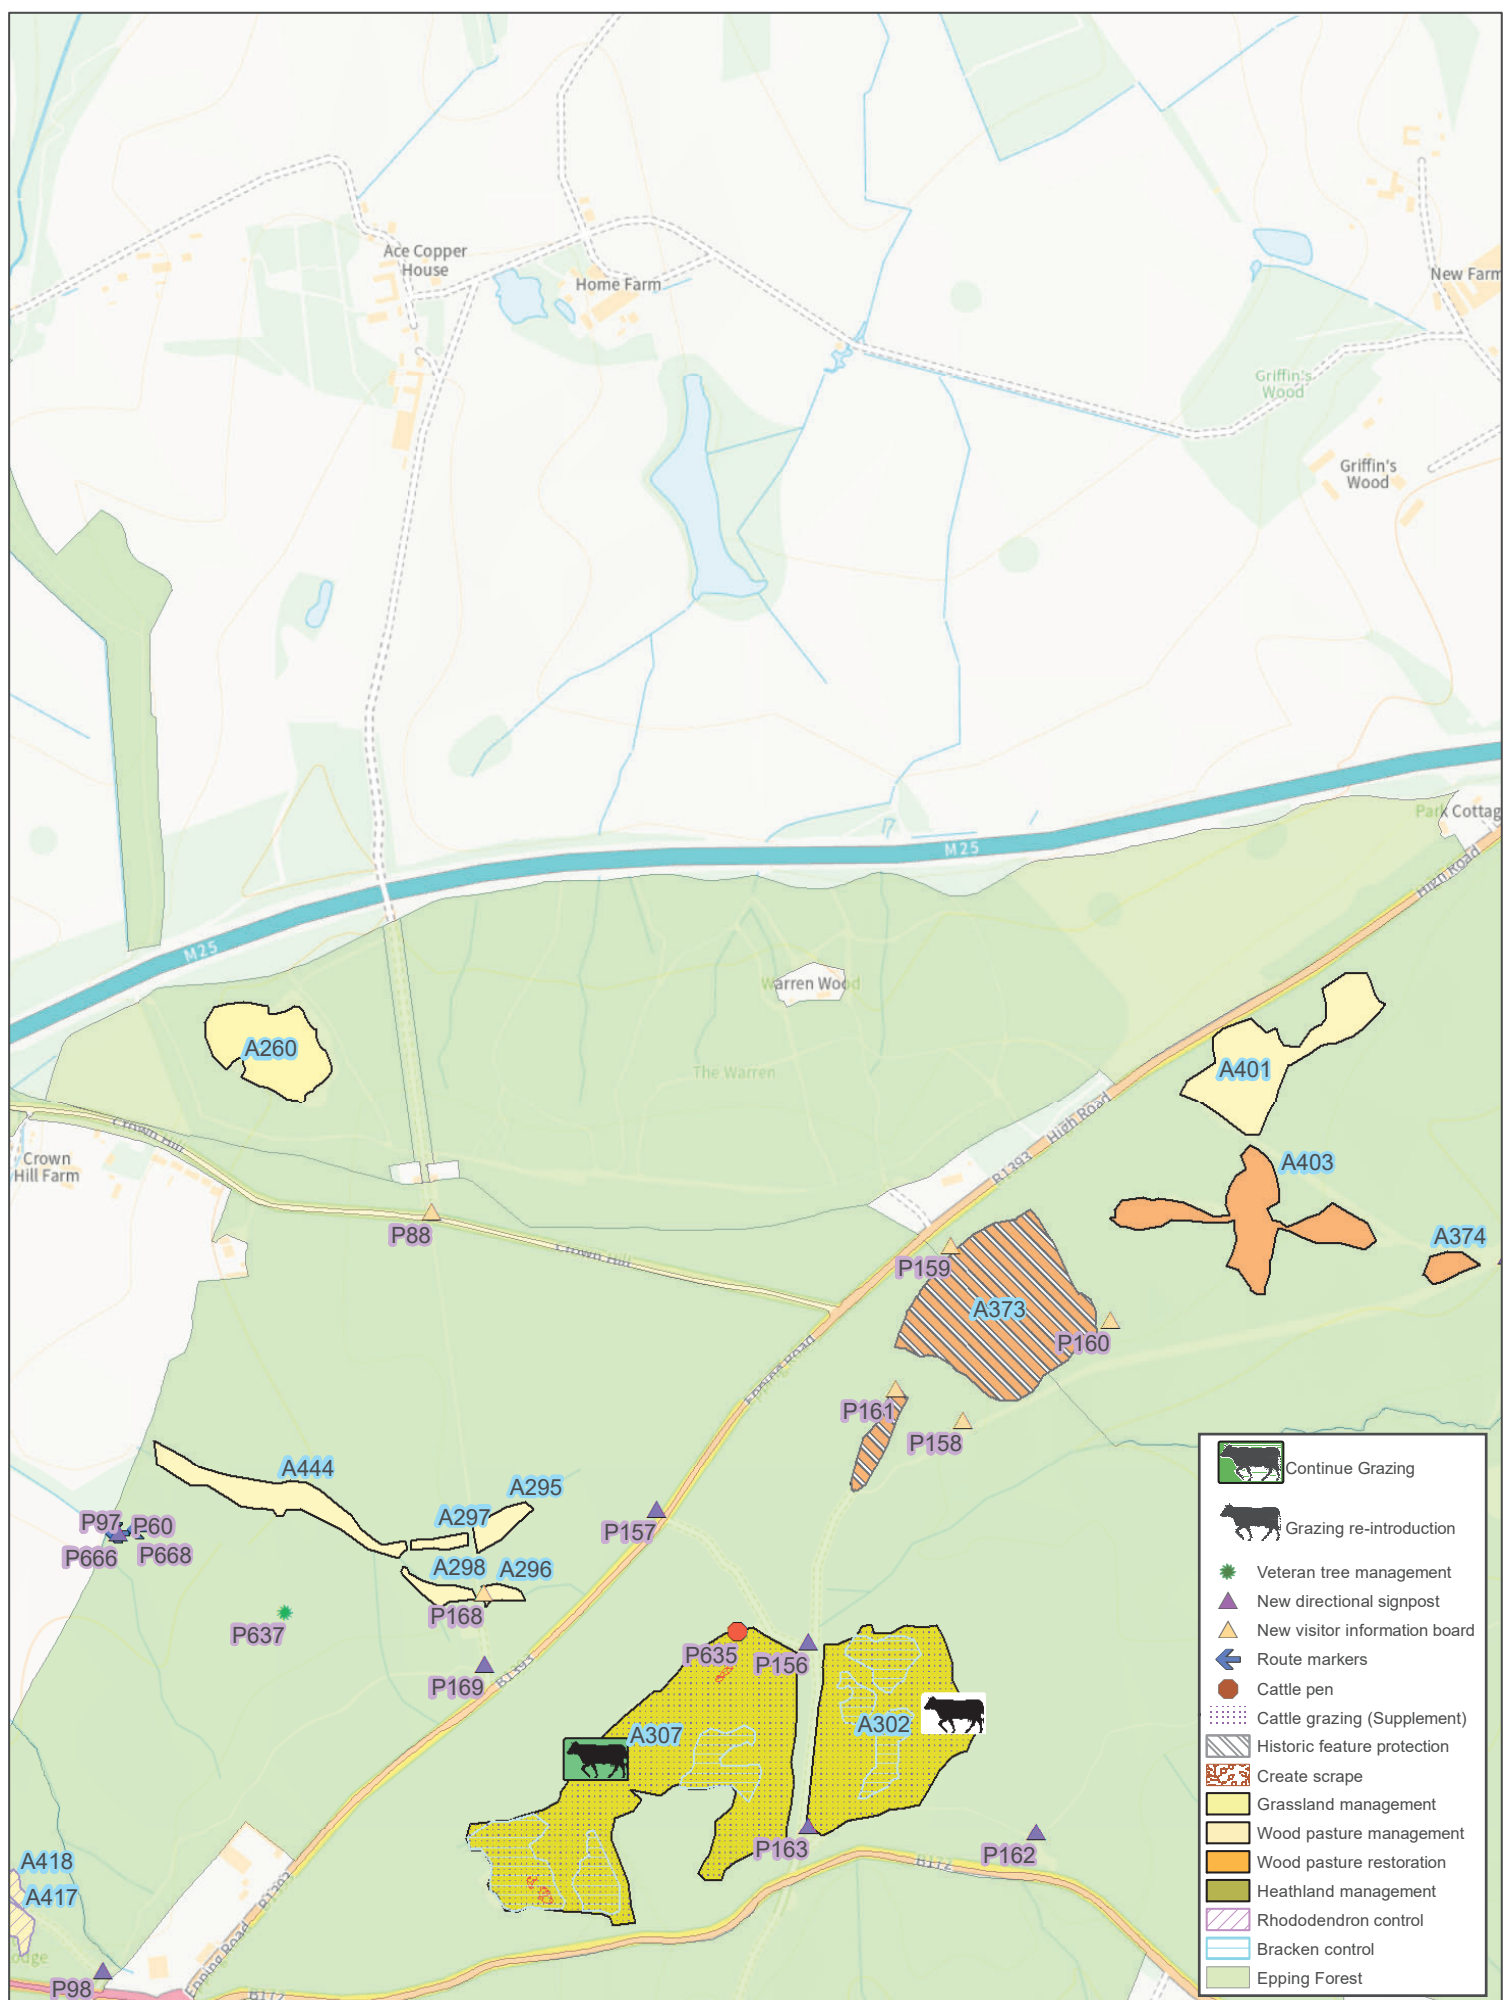 Ace Copper
House
Home Farm
New Farm
Griffin's
Wood
Griffin's
Wood
Park Cottag
High Road
M25
M25
Warren Wood
A260
A401
The Warren
High Road
Crown Hill
Crown
Hill Farm
B1393
A403
P88
Crown Hill
A374
P159
A373
P160
Epping Road
P161
P158
A444
A295
A297
P97
P60
P157
P666
P668
A298
A296
P168
P637
P635
P156
P169
B1393
A307
A302
P163
P162
B172
A418
A417
B1393
Epping Road
odge
P98
B172
Continue Grazing
Grazing re-introduction
Veteran tree management
New directional signpost
New visitor information board
Route markers
Cattle pen
Cattle grazing (Supplement)
Historic feature protection
Create scrape
Grassland management
Wood pasture management
Wood pasture restoration
Heathland management
Rhododendron control
Bracken control
Epping Forest